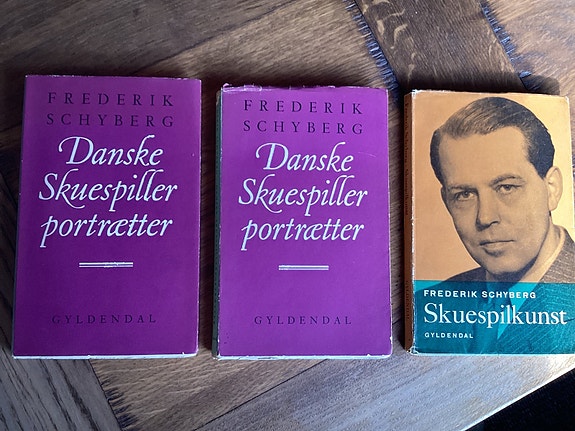 FREDERIK
SCHYBERG
Danske
Skuespiller
portrætter
GYLDENDAL
FREDERIK
SCHYBERG
Danske
Skuespiller
portrætter
GYLDENDAL
FREDERIK SCHYBERG
Skuespilkunst
GYLDENDAL